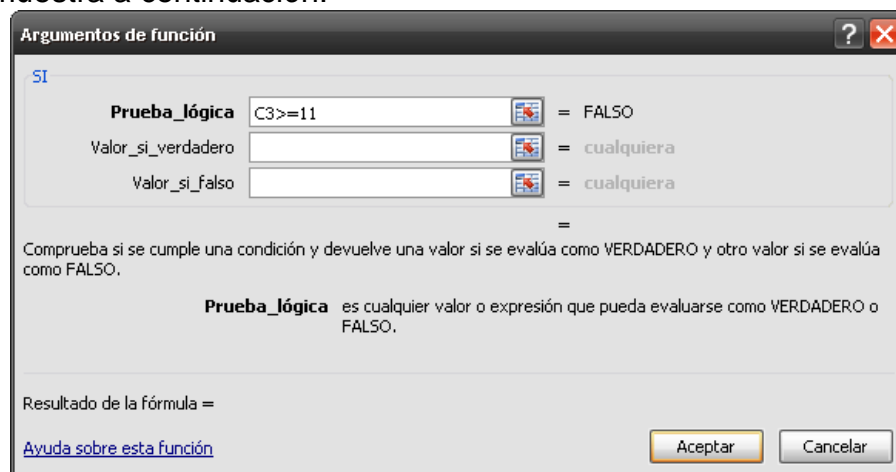 muestra a continuación.
Argumentos de función
SI
Prueba_lógica C3>=11 = FALSO
Valor_si_verdadero = cualquiera
Valor_si_falso = cualquiera
=
Comprueba si se cumple una condición y devuelve una valor si se evalúa como VERDADERO y otro valor si se evalúa
como FALSO.
Prueba_lógica es cualquier valor o expresión que pueda evaluarse como VERDADERO o
FALSO.
Resultado de la fórmula =
Ayuda sobre esta función Aceptar Cancelar